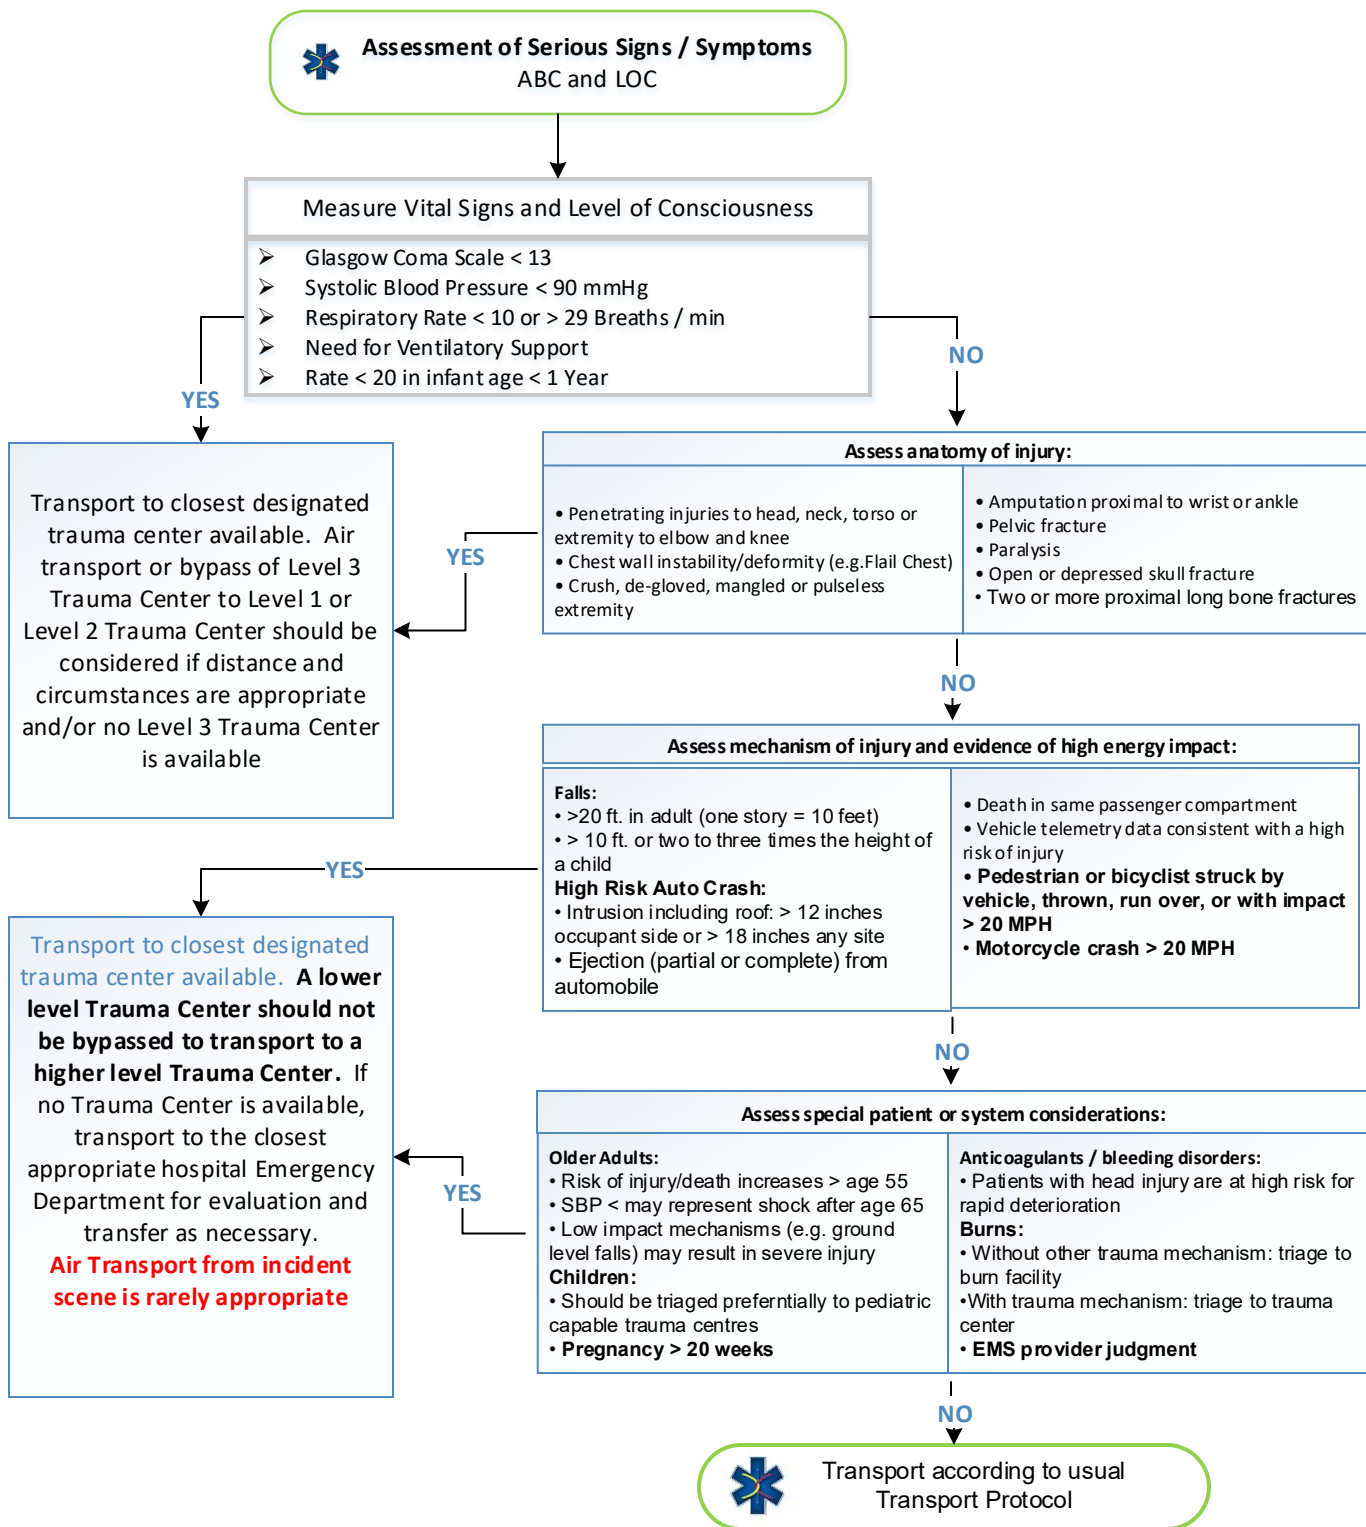 Assessment of Serious Signs / Symptoms
ABC and LOC
Measure Vital Signs and Level of Consciousness
➢ Glasgow Coma Scale < 13
➢ Systolic Blood Pressure < 90 mmHg
➢ Respiratory Rate < 10 or > 29 Breaths / min
➢ Need for Ventilatory Support
➢ Rate < 20 in infant age < 1 Year
YES
NO
Transport to closest designated
trauma center available. Air
transport or bypass of Level 3
Trauma Center to Level 1 or
Level 2 Trauma Center should be
considered if distance and
circumstances are appropriate
and/or no Level 3 Trauma Center
is available
YES
Assess anatomy of injury:
• Penetrating injuries to head, neck, torso or
extremity to elbow and knee
• Chest wall instability/deformity (e.g.Flail Chest)
• Crush, de-gloved, mangled or pulseless
extremity
• Amputation proximal to wrist or ankle
• Pelvic fracture
• Paralysis
• Open or depressed skull fracture
• Two or more proximal long bone fractures
NO
Assess mechanism of injury and evidence of high energy impact:
Falls:
• >20 ft. in adult (one story = 10 feet)
• > 10 ft. or two to three times the height of
a child
High Risk Auto Crash:
• Intrusion including roof: > 12 inches
occupant side or > 18 inches any site
• Ejection (partial or complete) from
automobile
• Death in same passenger compartment
• Vehicle telemetry data consistent with a high
risk of injury
• Pedestrian or bicyclist struck by
vehicle, thrown, run over, or with impact
> 20 MPH
• Motorcycle crash > 20 MPH
YES
Transport to closest designated
trauma center available. A lower
level Trauma Center should not
be bypassed to transport to a
higher level Trauma Center. If
no Trauma Center is available,
transport to the closest
appropriate hospital Emergency
Department for evaluation and
transfer as necessary.
Air Transport from incident
scene is rarely appropriate
NO
YES
Assess special patient or system considerations:
Older Adults:
• Risk of injury/death increases > age 55
• SBP < may represent shock after age 65
• Low impact mechanisms (e.g. ground
level falls) may result in severe injury
Children:
• Should be triaged preferntially to pediatric
capable trauma centres
• Pregnancy > 20 weeks
Anticoagulants / bleeding disorders:
• Patients with head injury are at high risk for
rapid deterioration
Burns:
• Without other trauma mechanism: triage to
burn facility
•With trauma mechanism: triage to trauma
center
• EMS provider judgment
NO
Transport according to usual
Transport Protocol